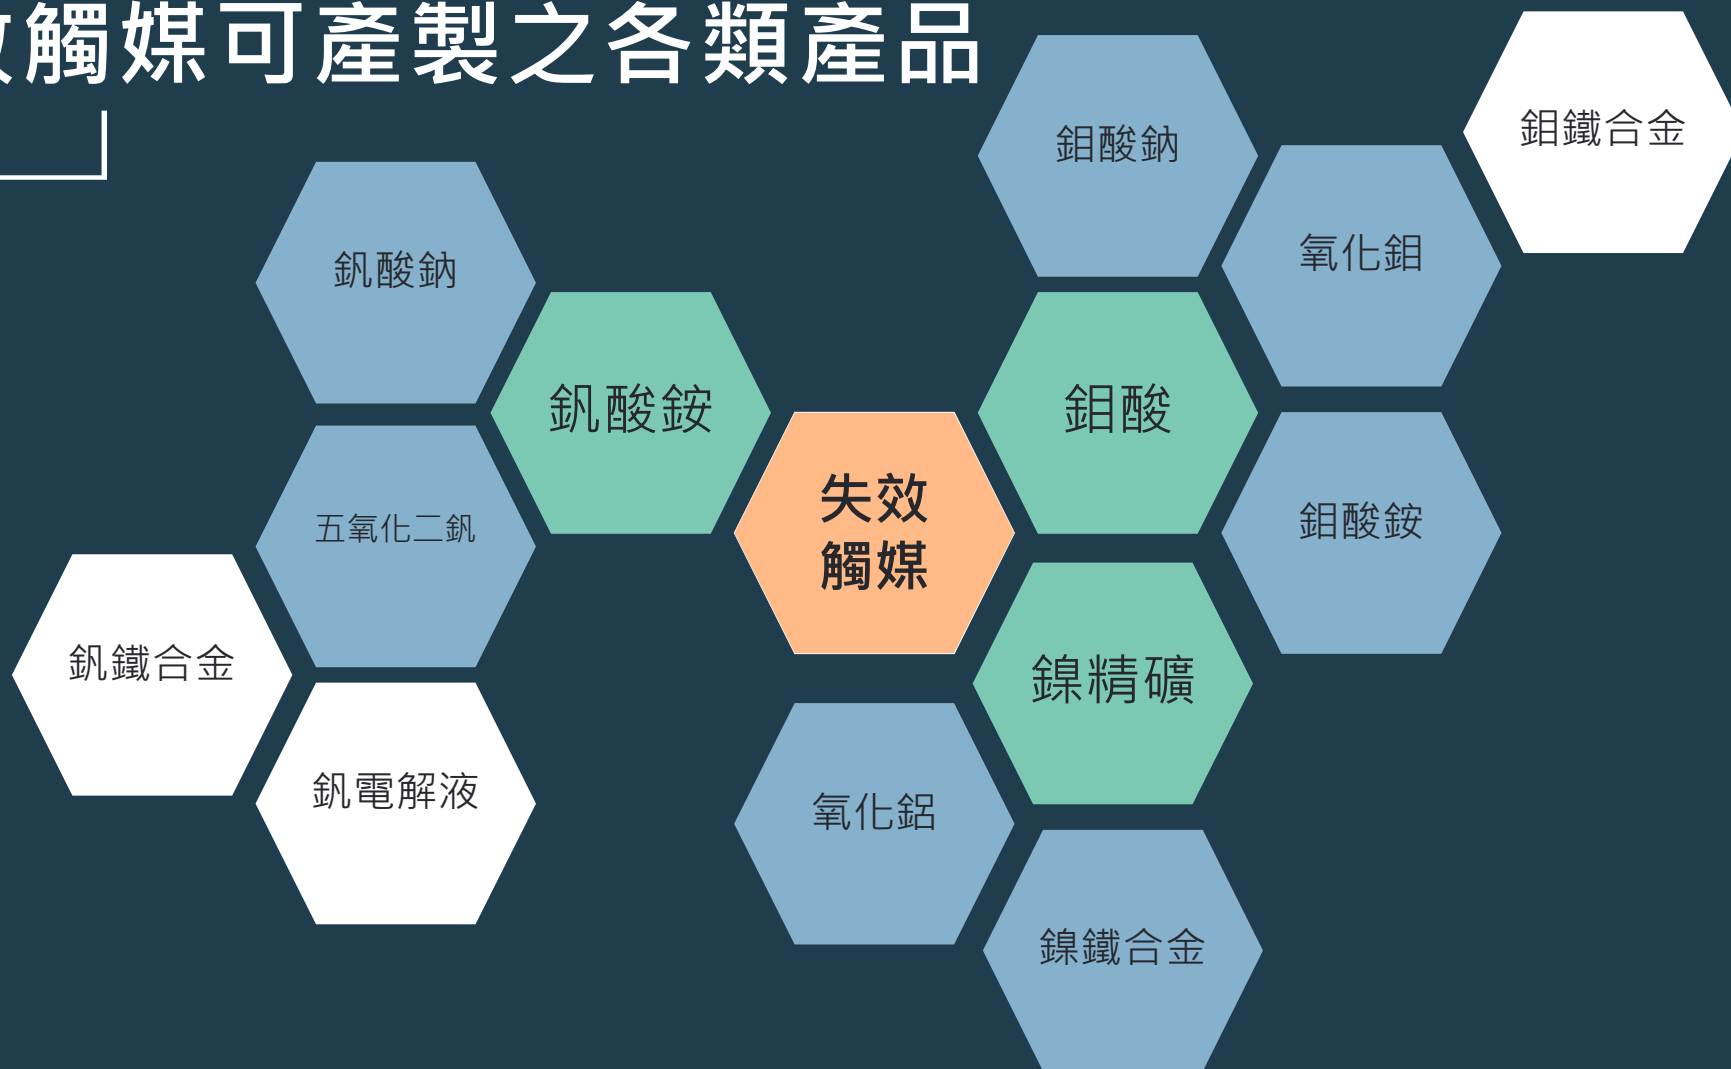 觸媒可產製之各類產品
鉬酸鈉
鉬鐵合金
氧化鉬
釩酸鈉
釩酸銨
鉬酸
失效
觸媒
五氧化二釩
鉬酸銨
釩鐵合金
鎳精礦
釩電解液
氧化鋁
鎳鐵合金